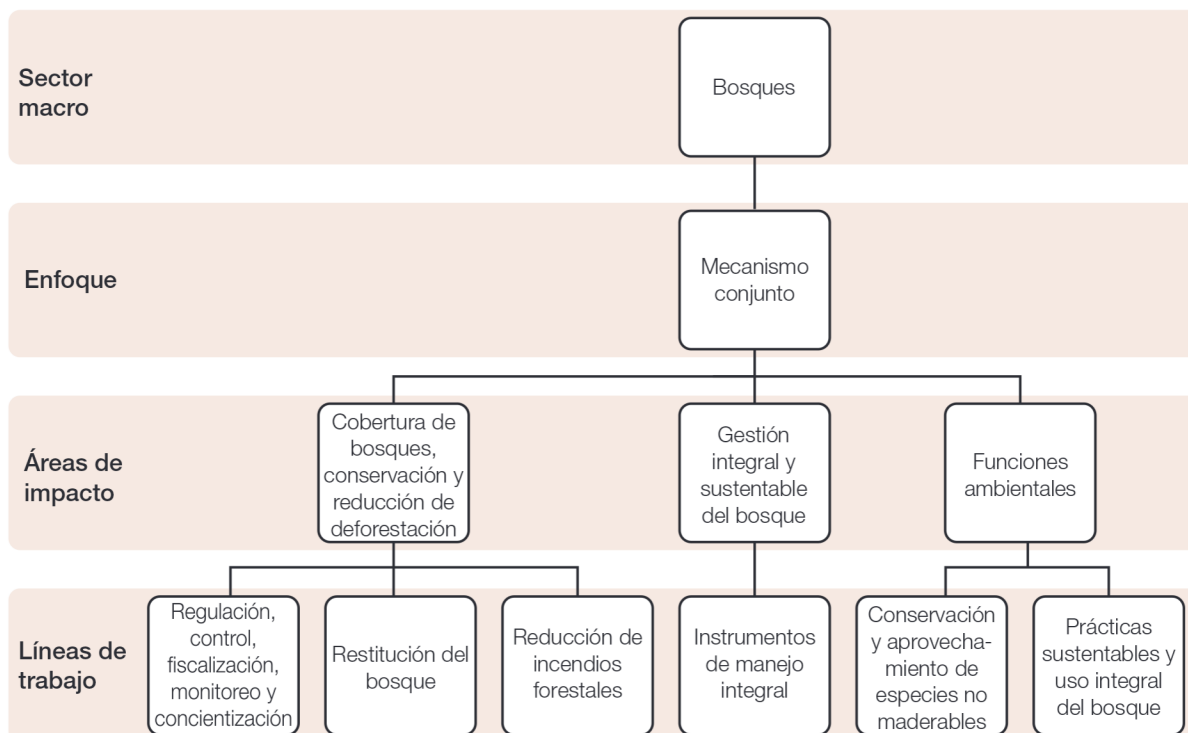 Sector
macro
Bosques
Enfoque
Mecanismo
conjunto
Áreas de
impacto
Cobertura de
bosques,
conservación y
reducción de
deforestación
Gestión
integral y
sustentable
del bosque
Funciones
ambientales
Líneas de
trabajo
Regulación,
control,
fiscalización,
monitoreo y
concientización
Restitución del
bosque
Reducción de
incendios
forestales
Instrumentos
de manejo
integral
Conservación
y aprovecha-
miento de
especies no
maderables
Prácticas
sustentables y
uso integral
del bosque